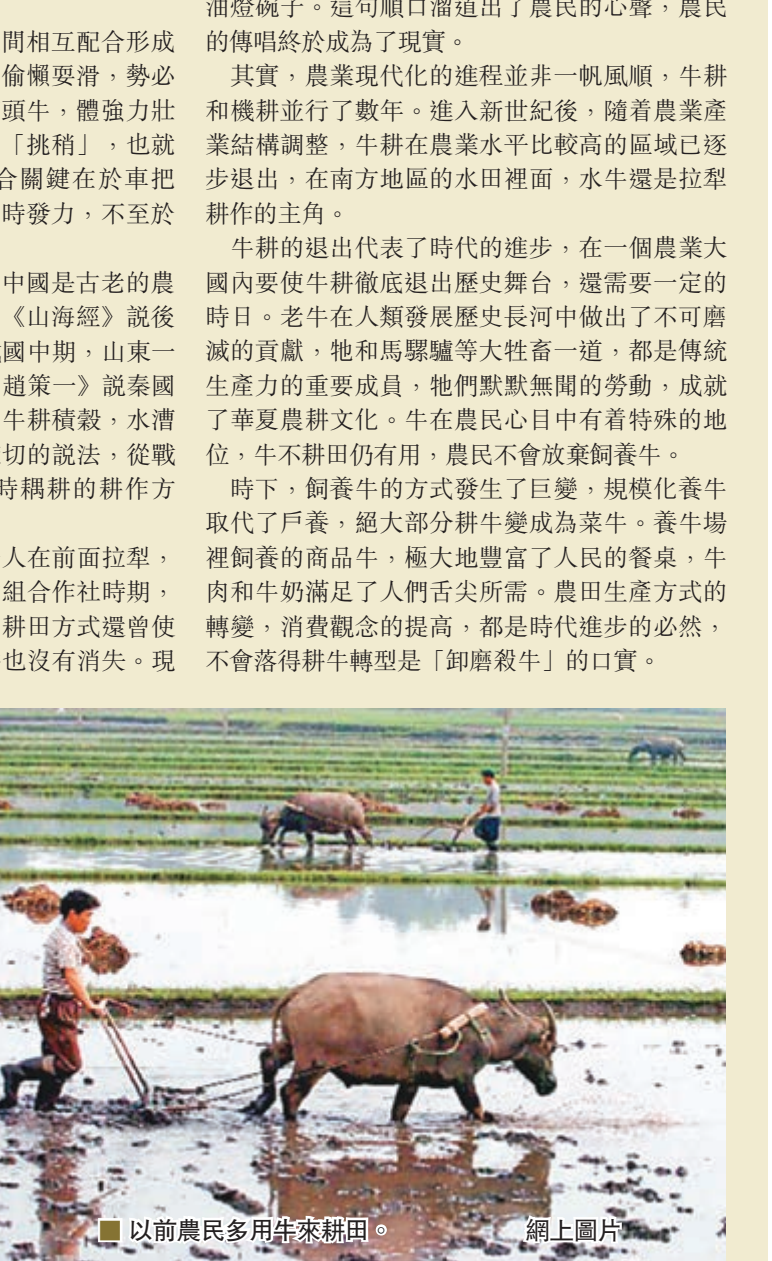 間相互配合形成
偷懶耍滑，勢必
頭牛，體強力壯
「挑稍」，也就
合關鍵在於車把
時發力，不至於
中國是古老的農
《山海經》説後
國中期，山東一
趙策一》説秦國
牛耕積穀，水漕
切的説法，從戰
時耦耕的耕作方
人在前面拉犁，
組合作社時期，
耕田方式還曾使
也沒有消失。現
油燈碗子。這句順口溜道出了農民的心聲，農民
的傳唱終於成為了現實。
其實，農業現代化的進程並非一帆風順，牛耕
和機耕並行了數年。進入新世紀後，隨着農業產
業結構調整，牛耕在農業水平比較高的區域已逐
步退出，在南方地區的水田裡面，水牛還是拉犁
耕作的主角。
牛耕的退出代表了時代的進步，在一個農業大
國內要使牛耕徹底退出歷史舞台，還需要一定的
時日。老牛在人類發展歷史長河中做出了不可磨
滅的貢獻，牠和馬騾驢等大牲畜一道，都是傳統
生產力的重要成員，牠們默默無聞的勞動，成就
了華夏農耕文化。牛在農民心目中有着特殊的地
位，牛不耕田仍有用，農民不會放棄飼養牛。
時下，飼養牛的方式發生了巨變，規模化養牛
取代了戶養，絕大部分耕牛變成為菜牛。養牛場
裡飼養的商品牛，極大地豐富了人民的餐桌，牛
肉和牛奶滿足了人們舌尖所需。農田生產方式的
轉變，消費觀念的提高，都是時代進步的必然，
不會落得耕牛轉型是「卸磨殺牛」的口實。
■ 以前農民多用牛來耕田。 網上圖片